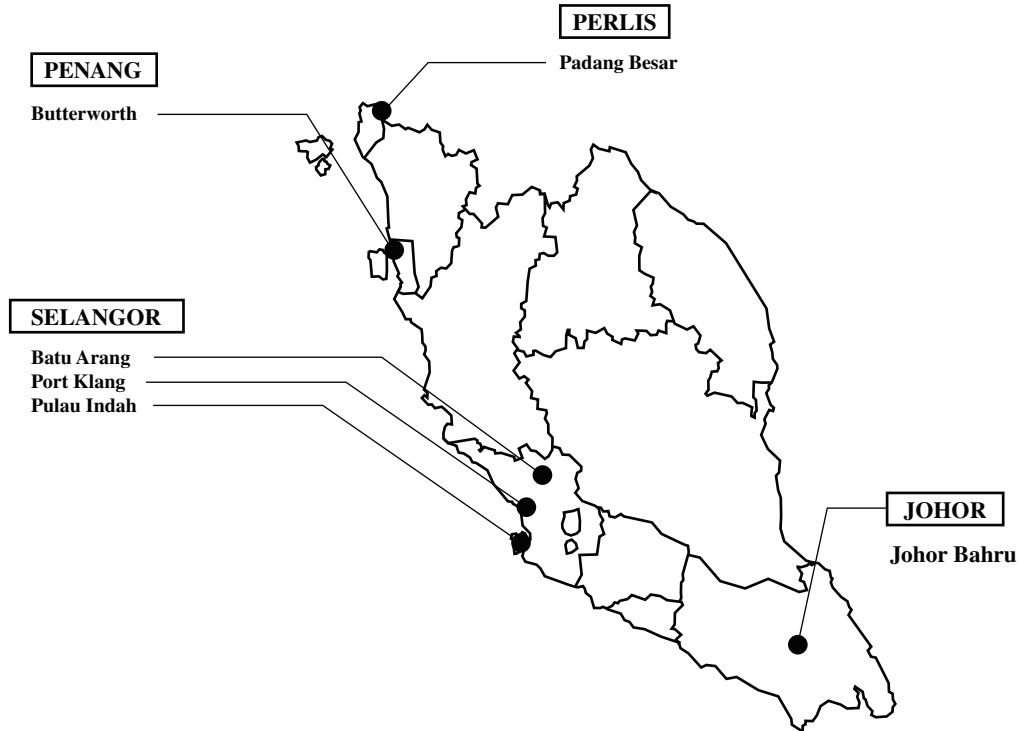 PERLIS
Padang Besar
PENANG
Butterworth
SELANGOR
Batu Arang
Port Klang
Pulau Indah
JOHOR
Johor Bahru